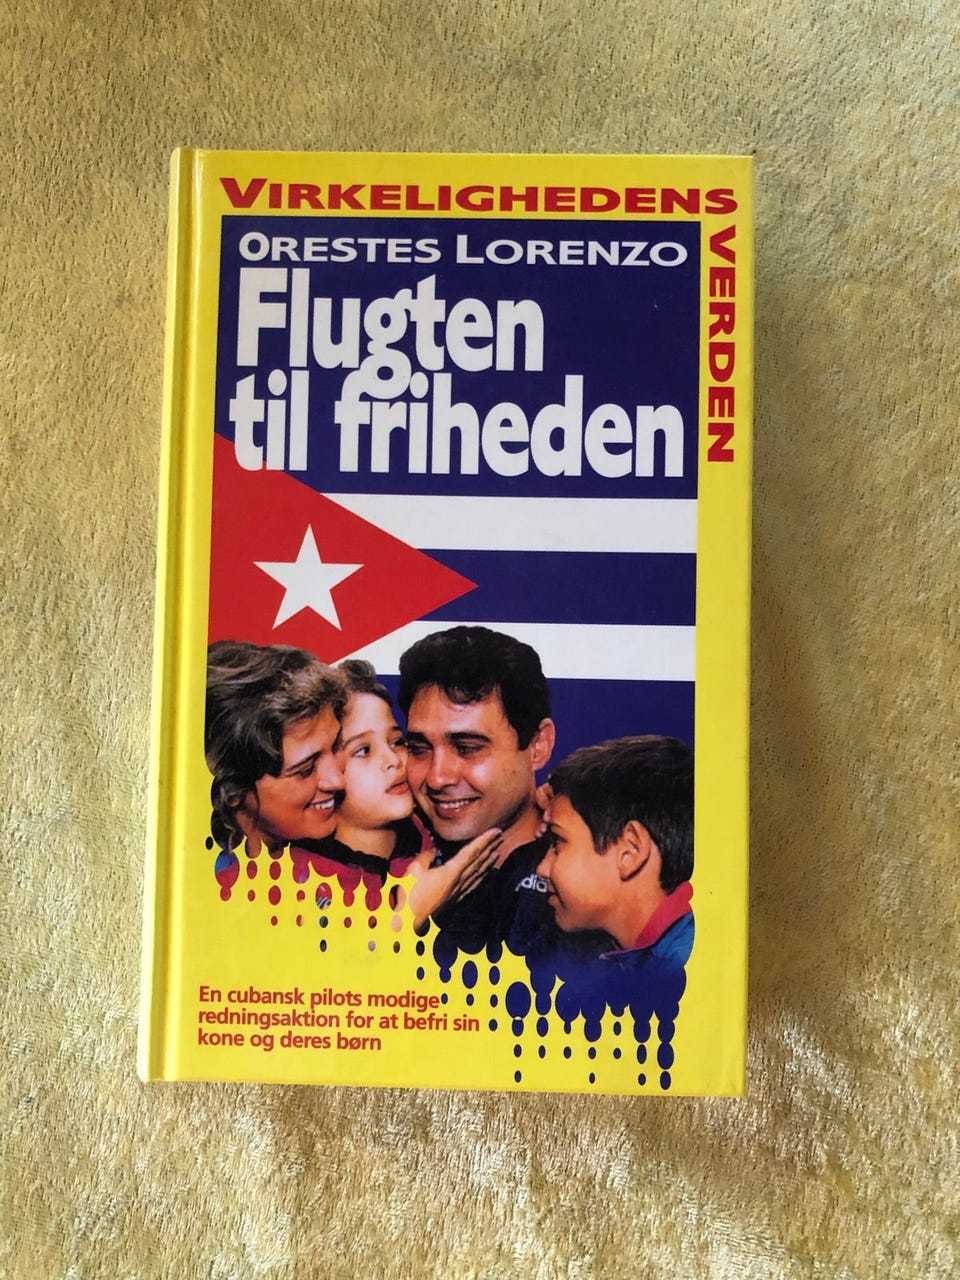 VIRKELIGHEDENS
VERDEN
ORESTES LORENZO
Flugten
til friheden
En cubansk pilots modige
redningsaktion for at befri sin
kone og deres børn